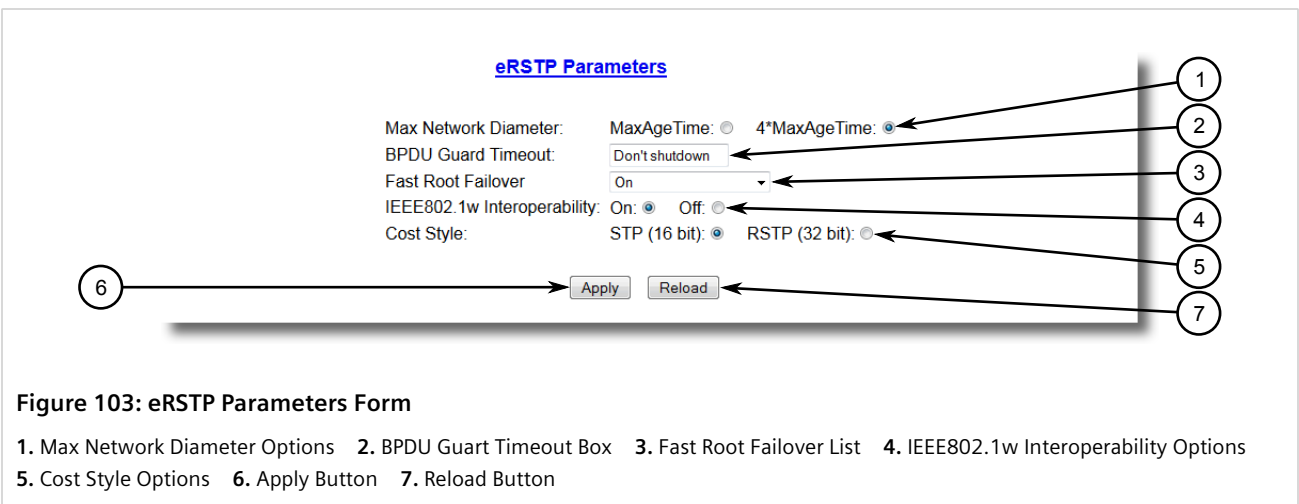 eRSTP Parameters
1
Max Network Diameter: MaxAgeTime: 4*MaxAgeTime:
2
BPDU Guard Timeout: Don't shutdown
Fast Root Failover On
3
IEEE802.1w Interoperability: On: Off:
4
Cost Style: STP (16 bit): RSTP (32 bit):
5
6 Apply Reload
7
Figure 103: eRSTP Parameters Form
1. Max Network Diameter Options 2. BPDU Guart Timeout Box 3. Fast Root Failover List 4. IEEE802.1w Interoperability Options
5. Cost Style Options 6. Apply Button 7. Reload Button